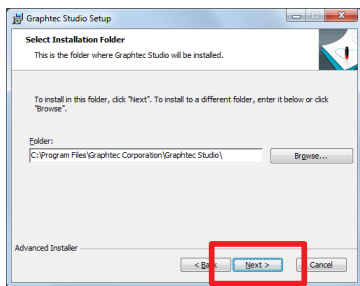 Graphtec Studio Setup
Select Installation Folder
This is the folder where Graphtec Studio will be installed.
To install in this folder, click "Next". To install to a different folder, enter it below or click
"Browse".
Folder:
C:\Program Files\Graphtec Corporation\Graphtec Studio\
Browse...
Advanced Installer
< Back
Next >
Cancel